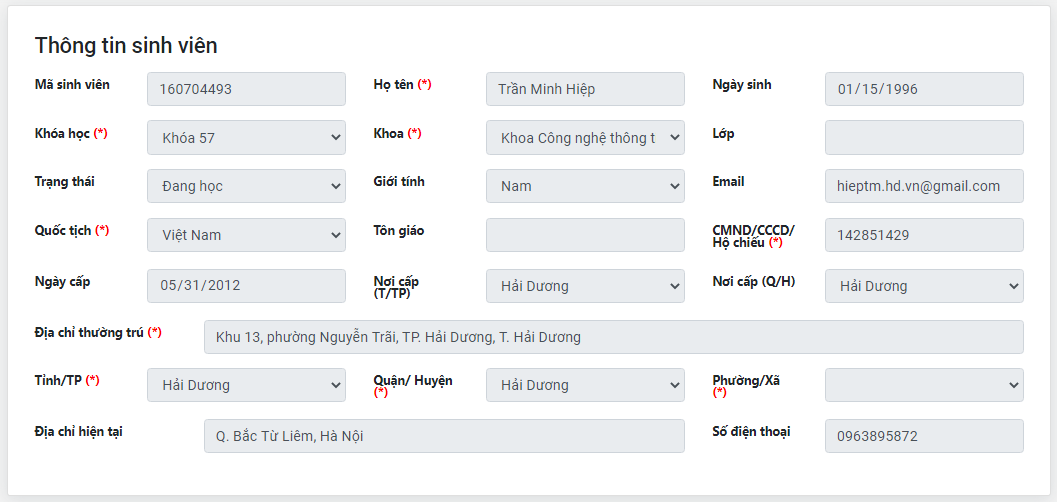 Thông tin sinh viên
Mã sinh viên 160704493 Họ tên (*) Trần Minh Hiệp Ngày sinh 01/15/1996
Khóa học (*) Khóa 57 Khoa (*) Khoa Công nghệ thông t Lớp
Trạng thái Đang học Giới tính Nam Email hieptm.hd.vn@gmail.com
Quốc tịch (*) Việt Nam Tôn giáo CMND/CCCD/
Hộ chiếu (*) 142851429
Ngày cấp 05/31/2012 Nơi cấp
(T/TP) Hải Dương Nơi cấp (Q/H) Hải Dương
Địa chỉ thường trú (*) Khu 13, phường Nguyễn Trãi, TP. Hải Dương, T. Hải Dương
Tỉnh/TP (*) Hải Dương Quận/ Huyện
(*) Hải Dương Phường/Xã
(*)
Địa chỉ hiện tại Q. Bắc Từ Liêm, Hà Nội Số điện thoại 0963895872